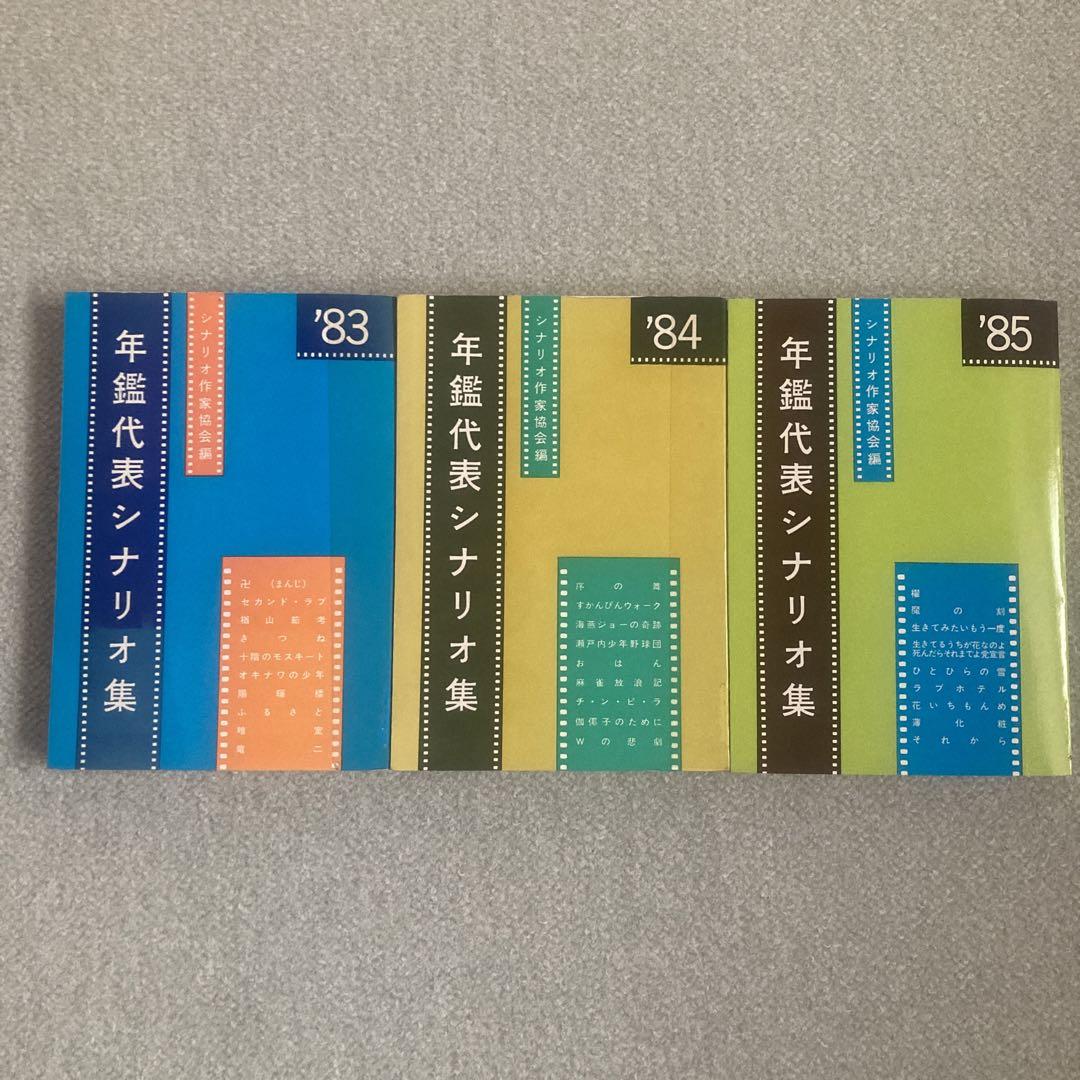 年鑑代表シナリオ集
シナリオ作家協会編
'83
卍 (まんじ)
セカンド・ラブ
楢山節考
きつね
十階のモスキート
オキナワの少年
陽暉楼
ふるさと
暗室
竜二
年鑑代表シナリオ集
シナリオ作家協会編
'84
序の舞
すかんぴんウォーク
海燕ジョーの奇跡
瀬戸内少年野球団
おはん
麻雀放浪記
チ・ン・ピ・ラ
伽倻子のために
Wの悲劇
年鑑代表シナリオ集
シナリオ作家協会編
'85
櫂
魔の刻
生きてみたいもう一度
生きてるうちが花なのよ
死んだらそれまでよ党宣言
ひとひらの雪
ラブホテル
花いちもんめ
薄化粧
それから